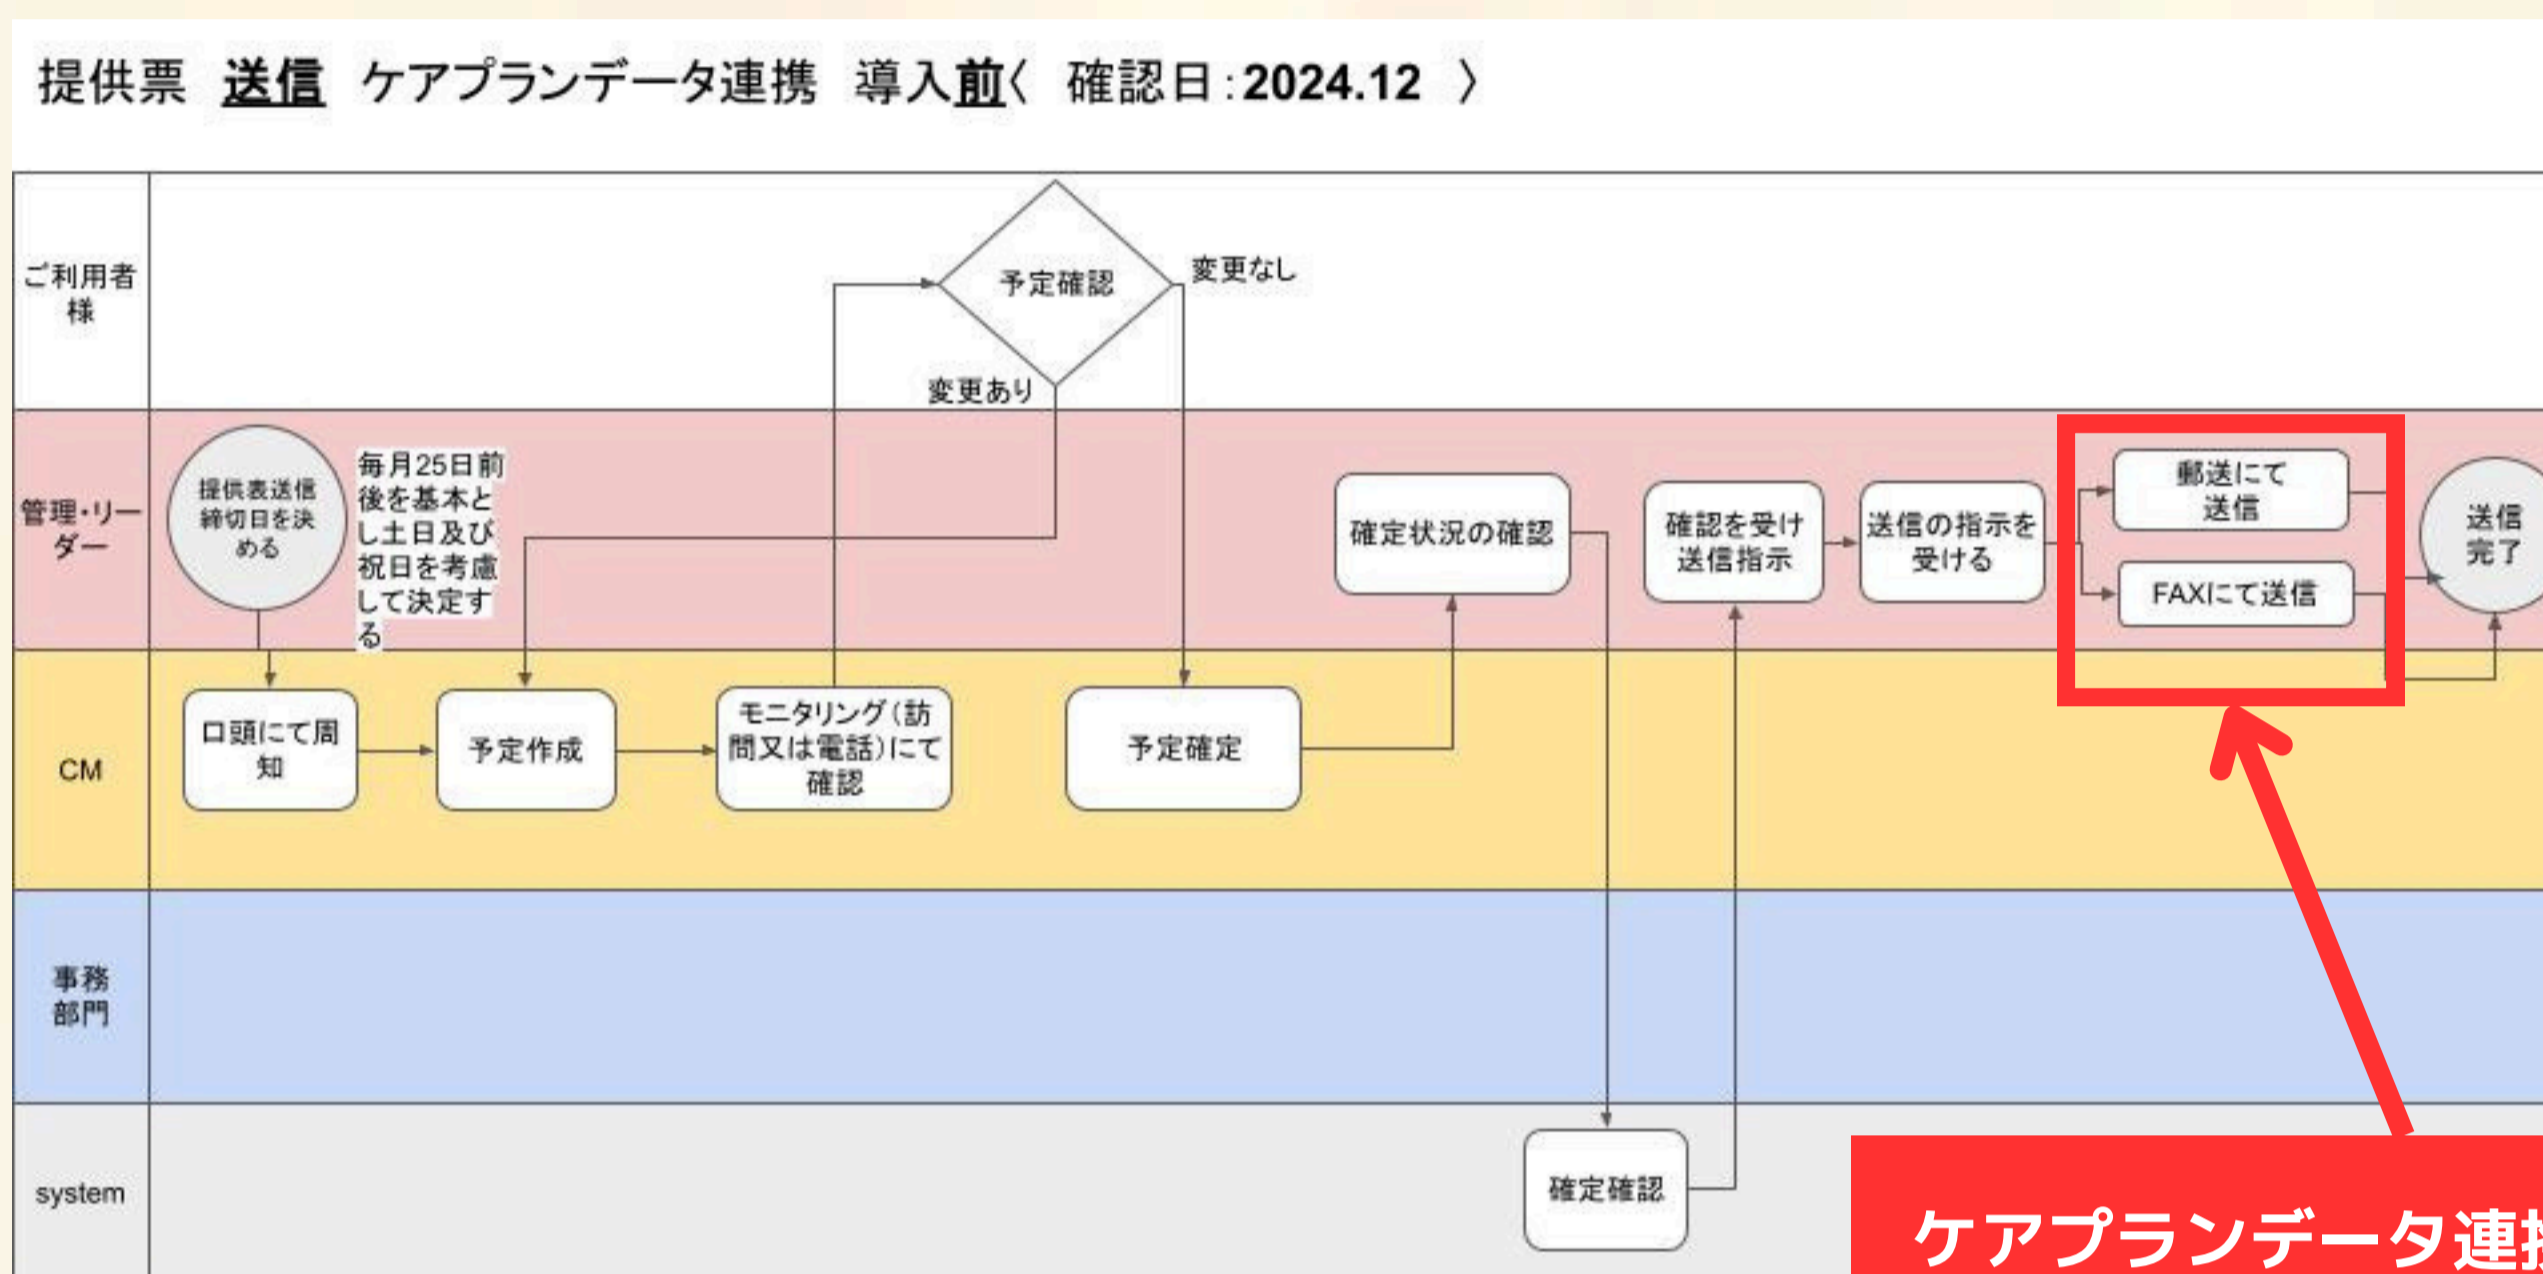 提供票 送信 ケアプランデータ連携 導入前〈 確認日:2024.12 〉
ご利用者
様
予定確認
変更なし
変更あり
管理・リー
ダー
提供表送信
締切日を決
める
毎月25日前
後を基本と
し土日及び
祝日を考慮
して決定す
る
確定状況の確認
確認を受け
送信指示
送信の指示を
受ける
郵送にて
送信
FAXにて送信
送信
完了
CM
口頭にて周
知
予定作成
モニタリング(訪
問又は電話)にて
確認
予定確定
事務
部門
system
確定確認
ケアプランデータ連携